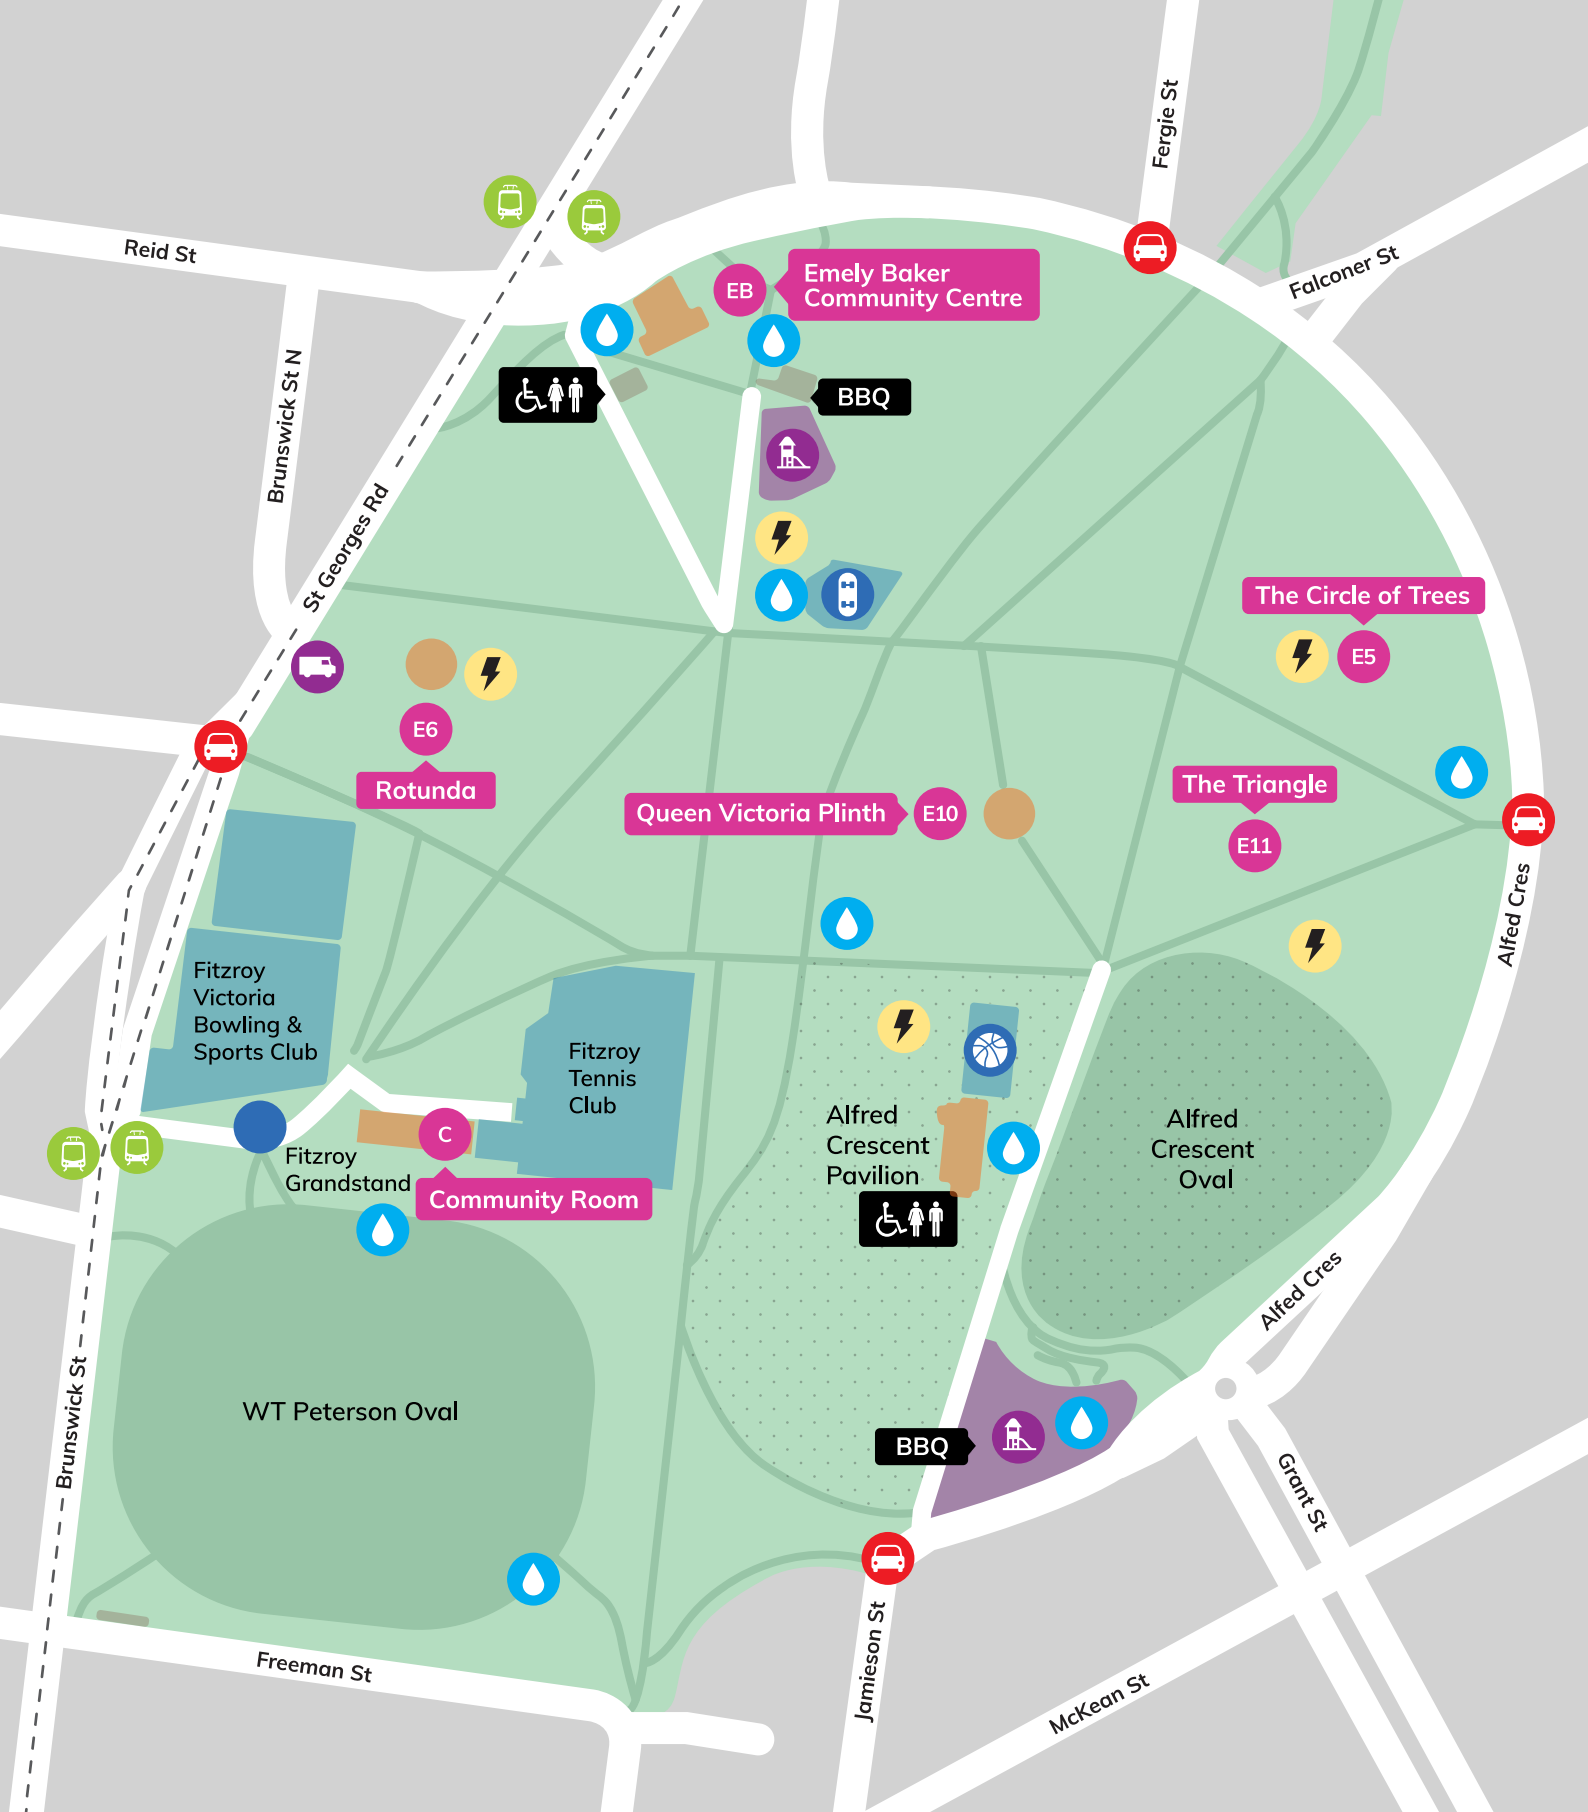 Fergie St
Reid St
Falconer St
EB
Emely Baker
Community Centre
Brunswick St N
BBQ
St Georges Rd
The Circle of Trees
E5
E6
Rotunda
Queen Victoria Plinth
E10
The Triangle
E11
Alfed Cres
Fitzroy
Victoria
Bowling &
Sports Club
Fitzroy
Tennis
Club
Alfred
Crescent
Pavilion
Alfred
Crescent
Oval
C
Fitzroy
Grandstand
Community Room
Alfed Cres
WT Peterson Oval
Brunswick St
BBQ
Grant St
Freeman St
Jamieson St
McKean St